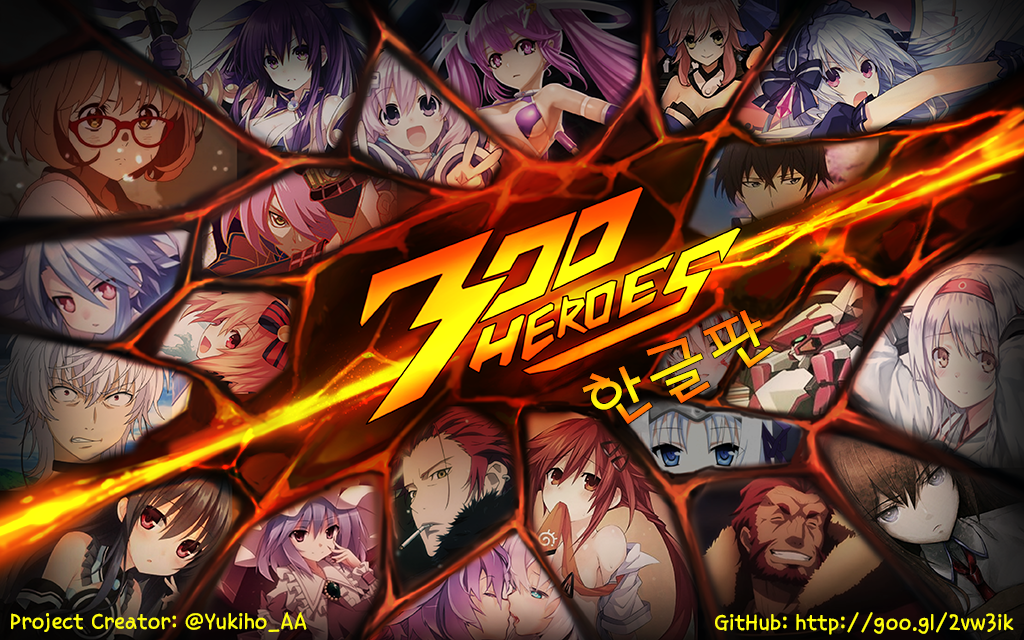 300
HEROES
한글판
Project Creator: @Yukiho_AA
GitHub: http://goo.gl/2vw3ik